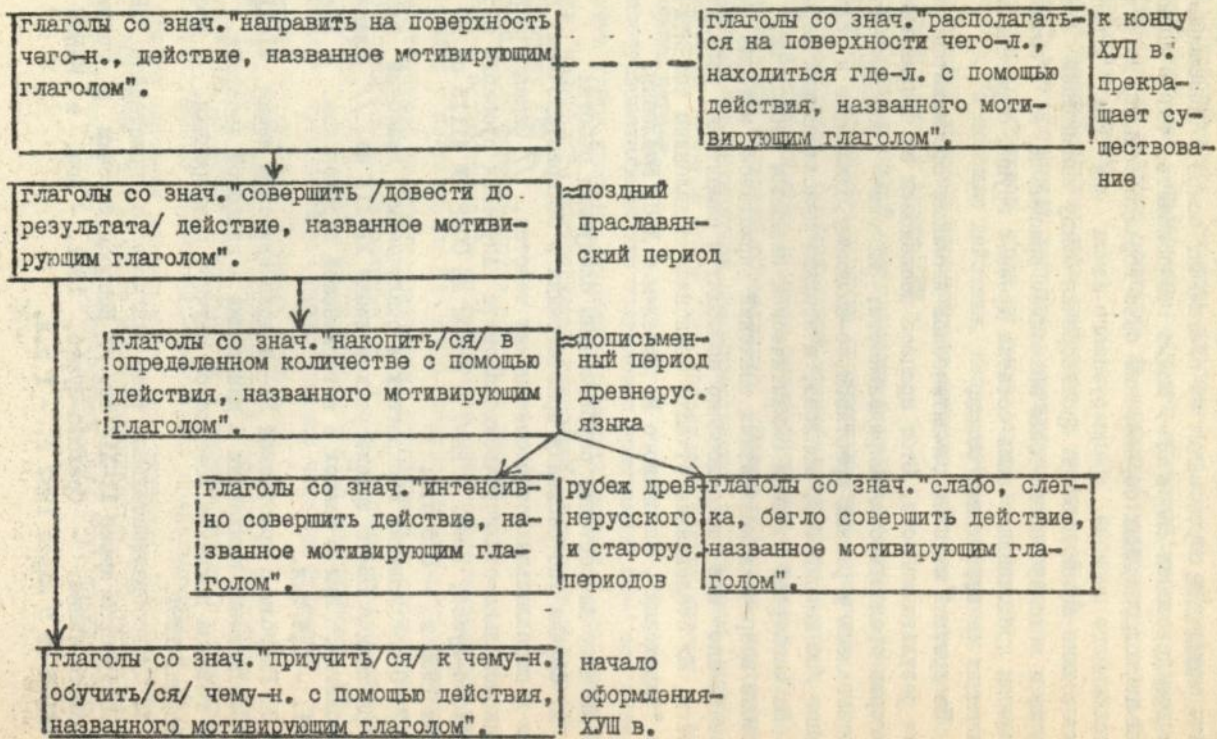 глаголы со знач."направить на поверхность
чего-н., действие, названное мотивирующим
глаголом".
глаголы со знач."располагать-
ся на поверхности чего-л.,
находиться где-л. с помощью
действия, названного моти-
вирующим глаголом".
к концу
ХУП в.
прекра-
щает су-
ществова-
ние
глаголы со знач."совершить /довести до
результата/ действие, названное мотиви-
рующим глаголом".
≈поздний
праславян-
ский период
глаголы со знач."накопить/ся/ в
определенном количестве с помощью
действия, названного мотивирующим
глаголом".
≈дописьмен-
ный период
древнерус.
языка
глаголы со знач."интенсив-
но совершить действие, на-
званное мотивирующим гла-
голом".
рубеж древ-
нерусского
и старорус.
периодов
глаголы со знач."слабо, слег-
ка, бегло совершить действие,
названное мотивирующим гла-
голом".
глаголы со знач."приучить/ся/ к чему-н.
обучить/ся/ чему-н. с помощью действия,
названного мотивирующим глаголом".
начало
оформления-
ХУШ в.